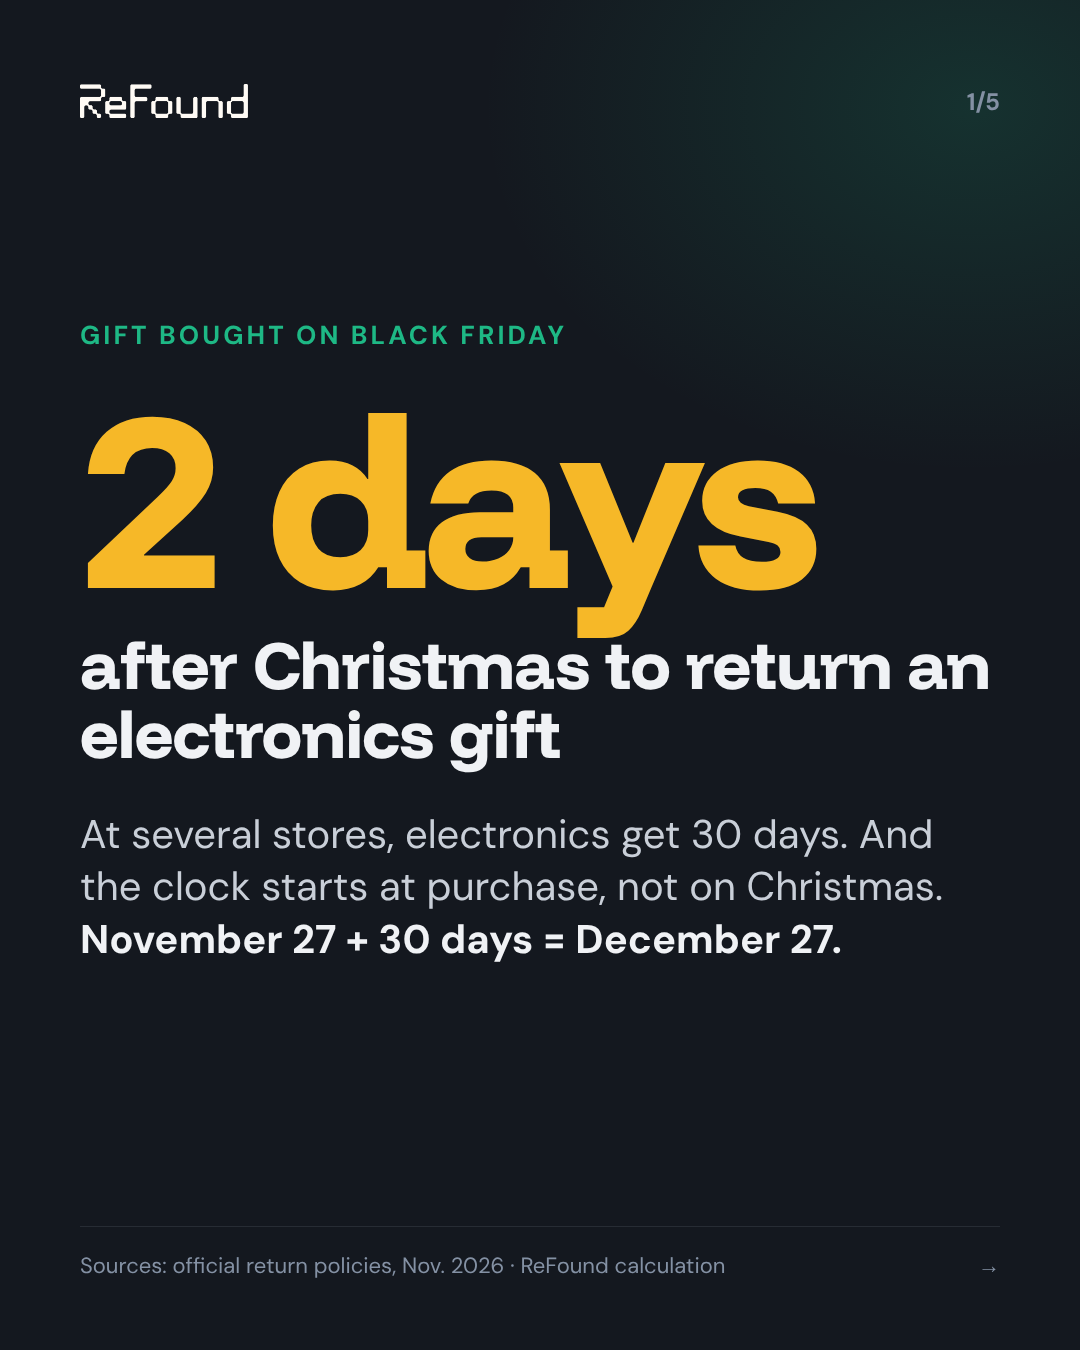 ReFound
1/5
GIFT BOUGHT ON BLACK FRIDAY
2 days
after Christmas to return an
electronics gift
At several stores, electronics get 30 days. And
the clock starts at purchase, not on Christmas.
November 27 + 30 days = December 27.
Sources: official return policies, Nov. 2026 · ReFound calculation →